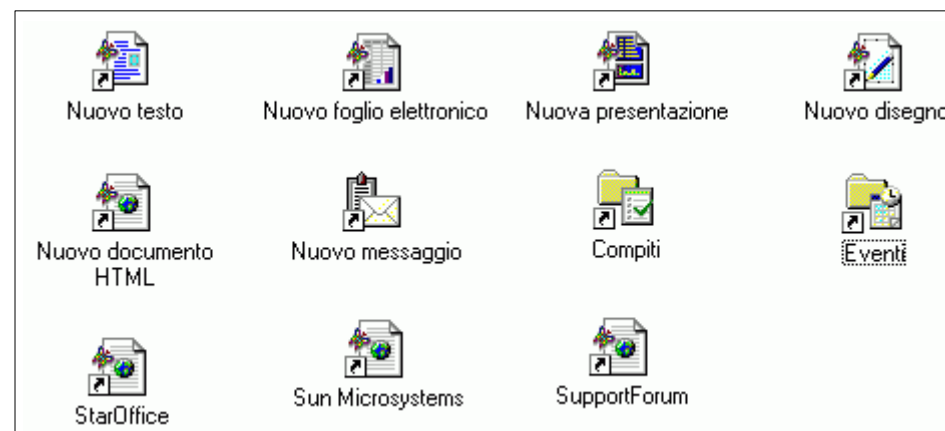 Nuovo testo
Nuovo foglio elettronico
Nuova presentazione
Nuovo disegno
Nuovo documento
HTML
Nuovo messaggio
Compiti
Eventi
StarOffice
Sun Microsystems
SupportForum